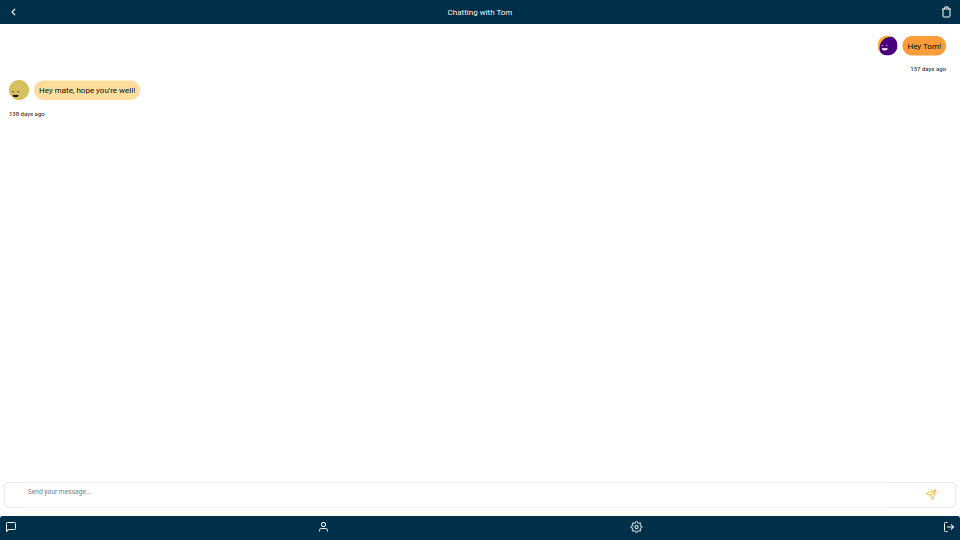 Chatting with Tom
Hey Tom!
157 days ago
Hey mate, hope you're well!
138 days ago
Send your message...